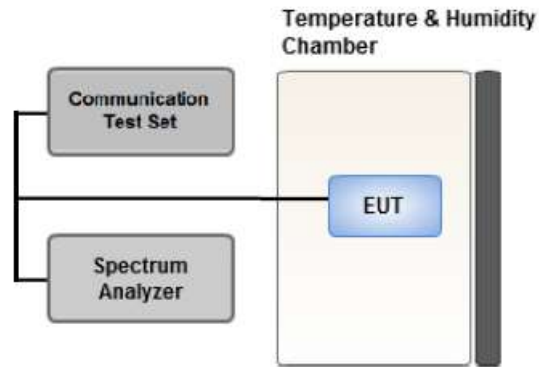 Temperature & Humidity
Chamber
Communication
Test Set
EUT
Spectrum
Analyzer